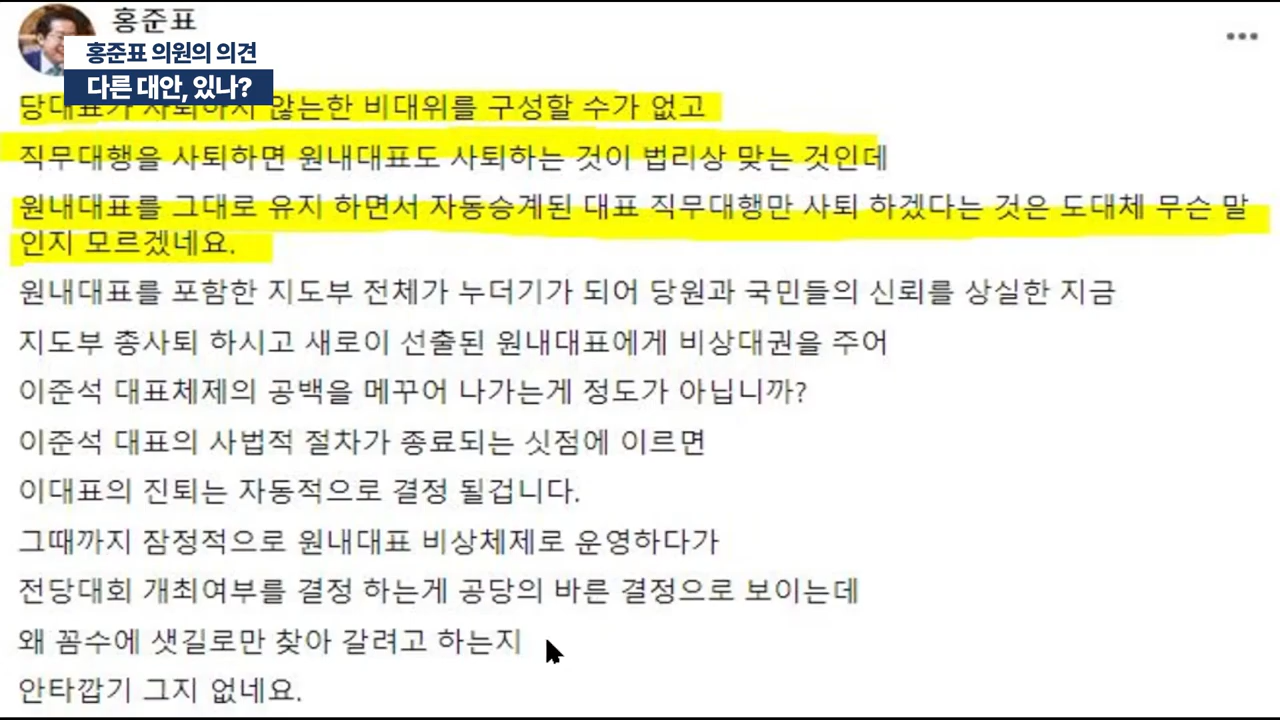 홍준표
홍준표 의원의 의견
다른 대안, 있나?
당대표가 사퇴하지 않는한 비대위를 구성할 수가 없고
직무대행을 사퇴하면 원내대표도 사퇴하는 것이 법리상 맞는 것인데
원내대표를 그대로 유지 하면서 자동승계된 대표 직무대행만 사퇴 하겠다는 것은 도대체 무슨 말
인지 모르겠네요.
원내대표를 포함한 지도부 전체가 누더기가 되어 당원과 국민들의 신뢰를 상실한 지금
지도부 총사퇴 하시고 새로이 선출된 원내대표에게 비상대권을 주어
이준석 대표체제의 공백을 메꾸어 나가는게 정도가 아닙니까?
이준석 대표의 사법적 절차가 종료되는 싯점에 이르면
이대표의 진퇴는 자동적으로 결정 될겁니다.
그때까지 잠정적으로 원내대표 비상체제로 운영하다가
전당대회 개최여부를 결정 하는게 공당의 바른 결정으로 보이는데
왜 꼼수에 샛길로만 찾아 갈려고 하는지
안타깝기 그지 없네요.